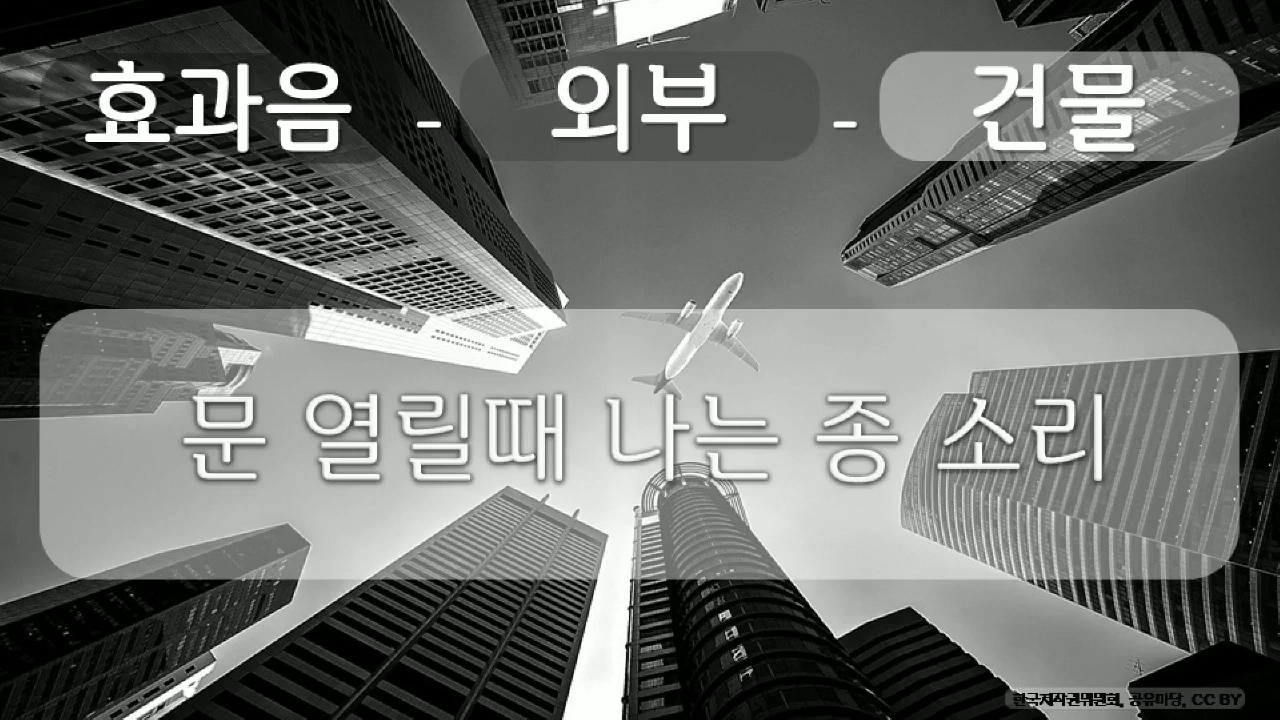 효과음 - 외부 - 건물
문 열릴때 나는 종 소리
한국저작권위원회, 공유마당, CC BY